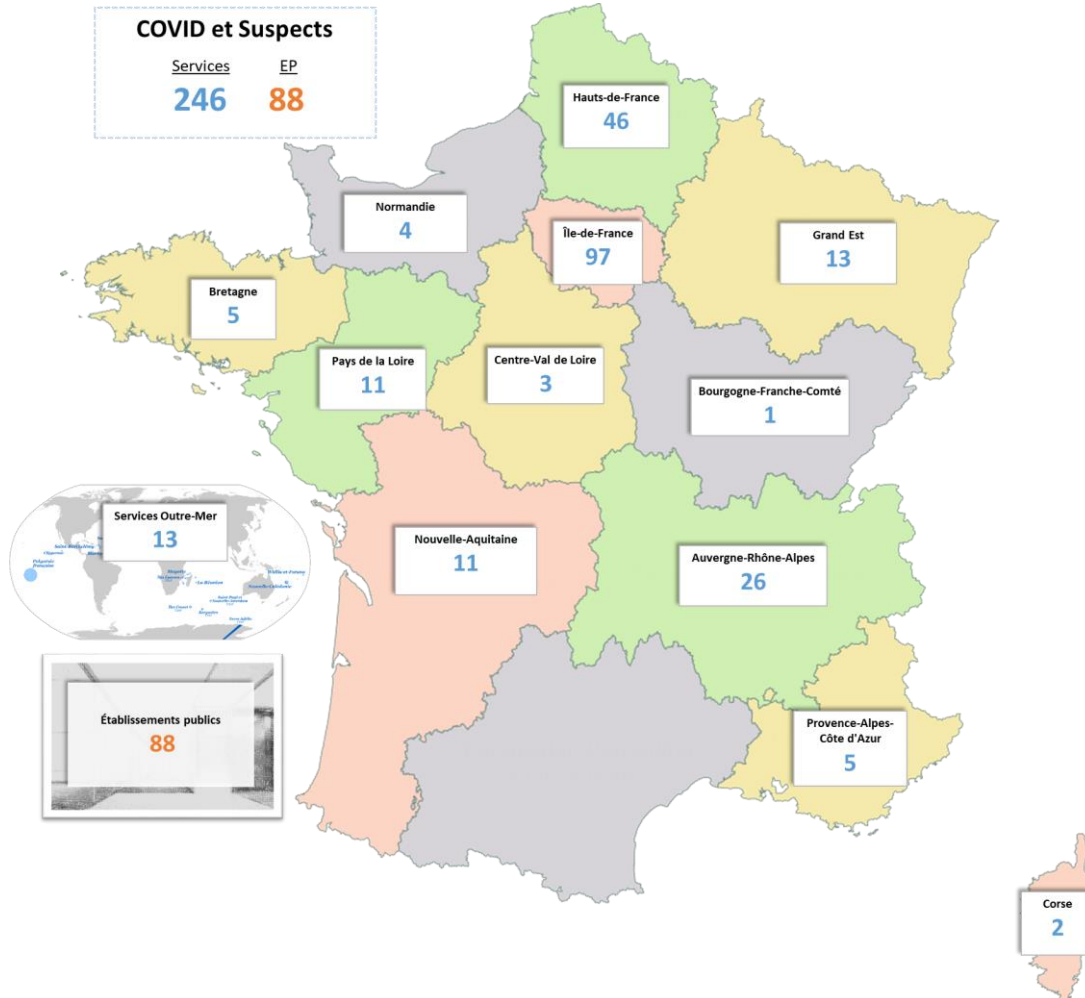 COVID et Suspects
Services EP
246 88
Hauts-de-France
46
Normandie
4
Île-de-France
97
Grand Est
13
Bretagne
5
Pays de la Loire
11
Centre-Val de Loire
3
Bourgogne-Franche-Comté
1
Services Outre-Mer
13
Nouvelle-Aquitaine
11
Auvergne-Rhône-Alpes
26
Établissements publics
88
Provence-Alpes-
Côte d'Azur
5
Corse
2